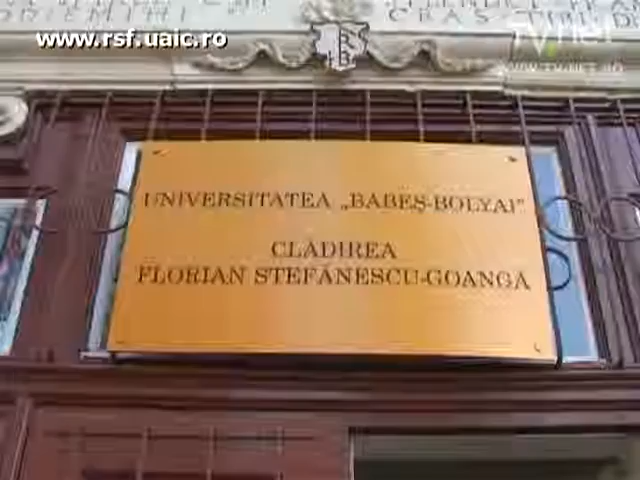 www.rsf.uaic.ro
UNIVERSITATEA „BABEȘ-BOLYAI”
CLĂDIREA
FLORIAN ȘTEFĂNESCU-GOANGĂ